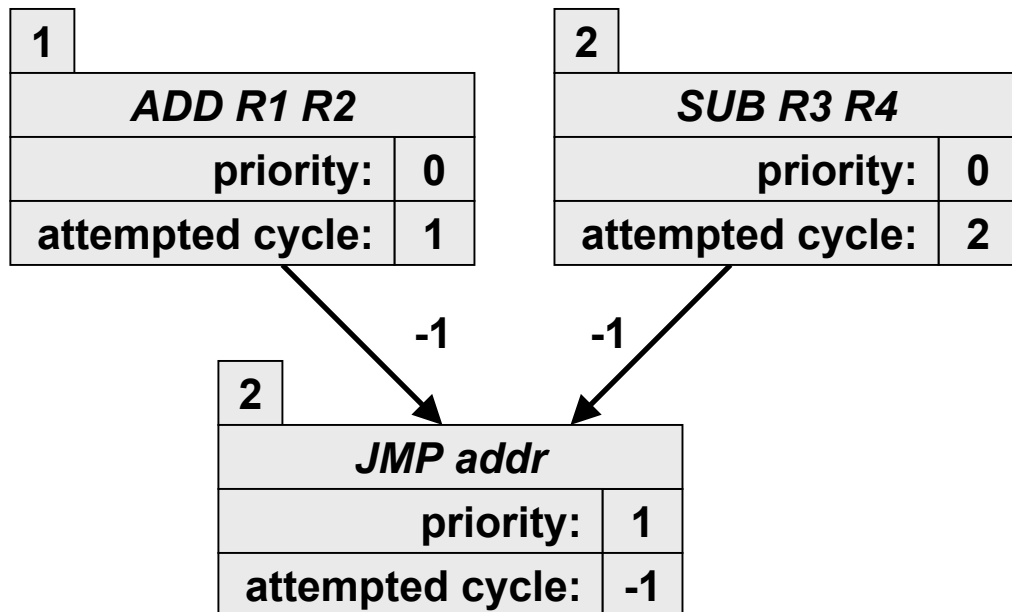 1
ADD R1 R2
priority: 0
attempted cycle: 1
2
SUB R3 R4
priority: 0
attempted cycle: 2
-1
-1
2
JMP addr
priority: 1
attempted cycle: -1